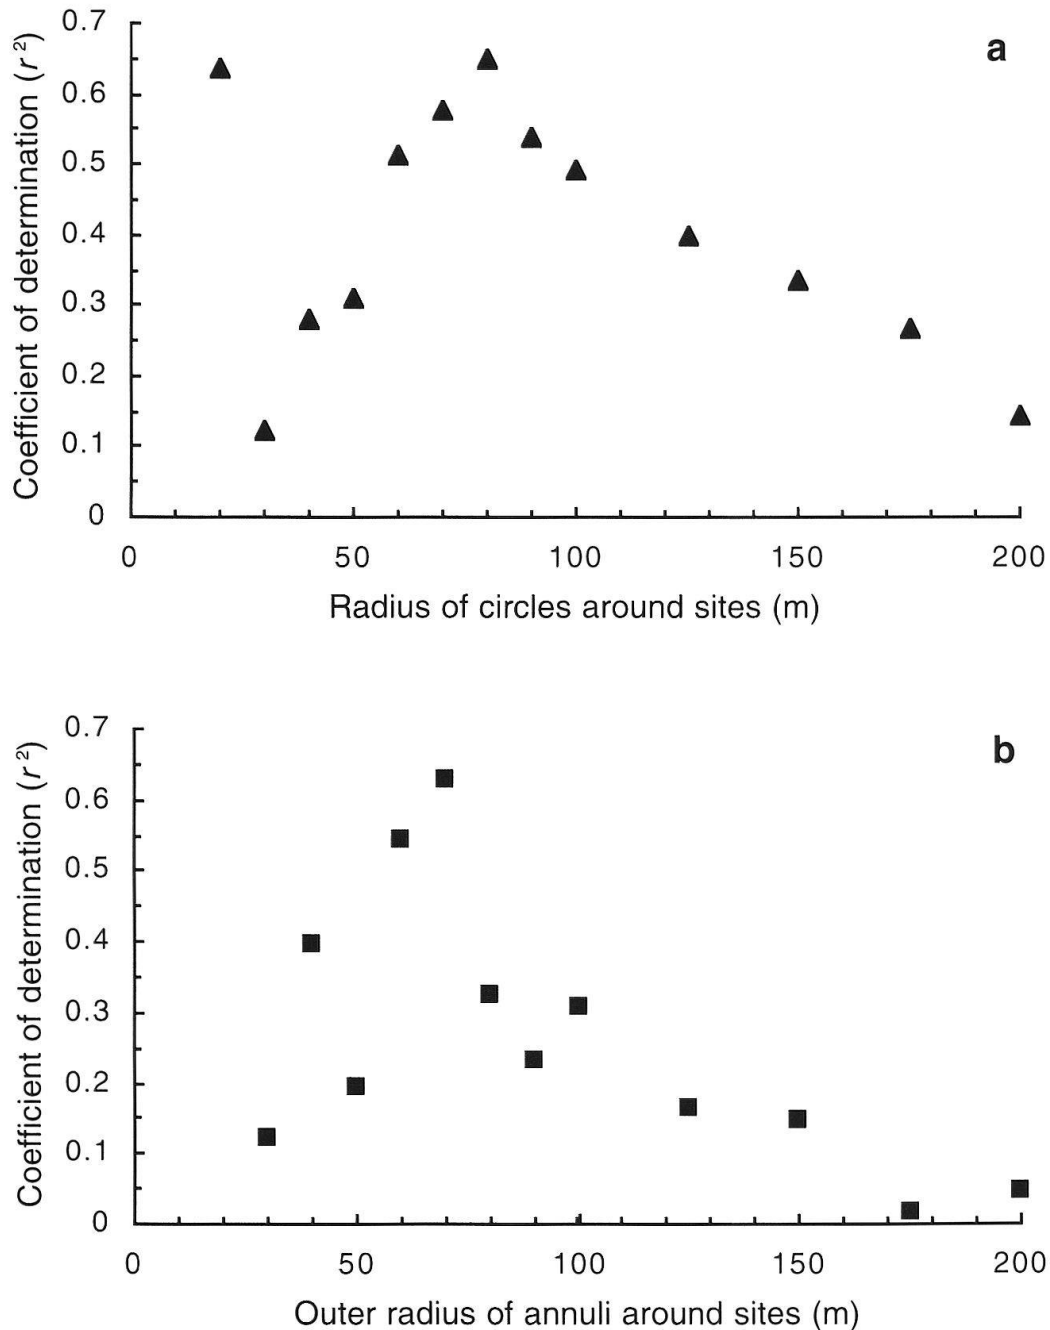 a
Coefficient of determination (r²)
0.7
0.6
0.5
0.4
0.3
0.2
0.1
0
0 50 100 150 200
Radius of circles around sites (m)
b
Coefficient of determination (r²)
0.7
0.6
0.5
0.4
0.3
0.2
0.1
0
0 50 100 150 200
Outer radius of annuli around sites (m)